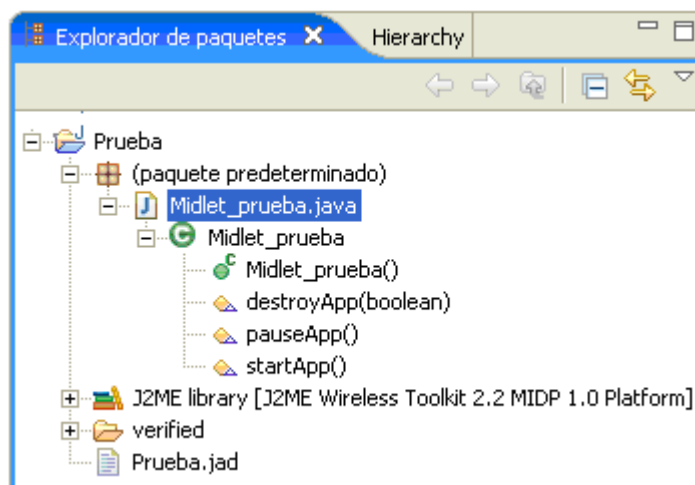 Explorador de paquetes Hierarchy
Prueba
(paquete predeterminado)
Midlet_prueba.java
Midlet_prueba
Midlet_prueba()
destroyApp(boolean)
pauseApp()
startApp()
J2ME library [J2ME Wireless Toolkit 2.2 MIDP 1.0 Platform]
verified
Prueba.jad